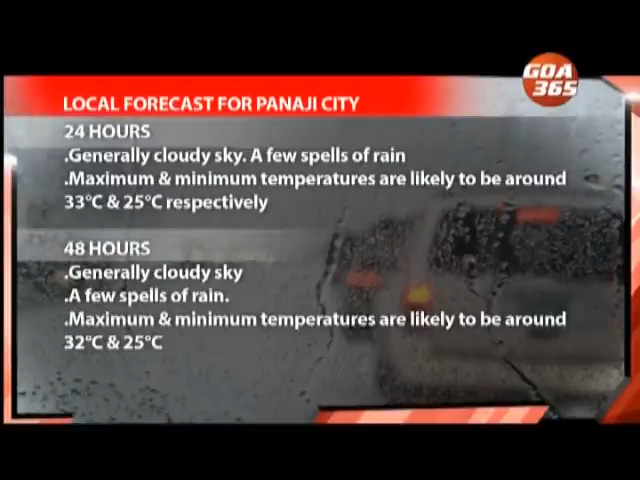 GOA
365
LOCAL FORECAST FOR PANAJI CITY
24 HOURS
.Generally cloudy sky. A few spells of rain
.Maximum & minimum temperatures are likely to be around
33°C & 25°C respectively
48 HOURS
.Generally cloudy sky
.A few spells of rain.
.Maximum & minimum temperatures are likely to be around
32°C & 25°C